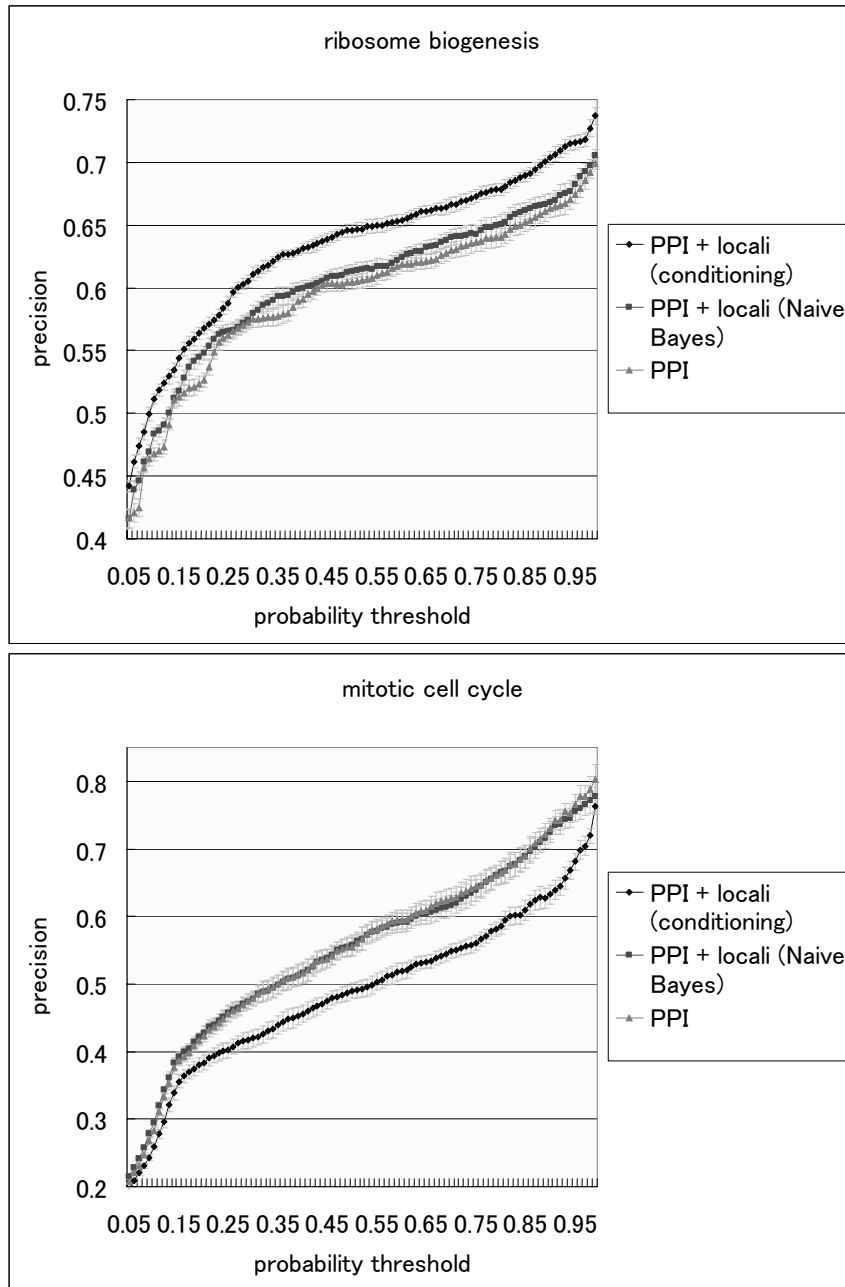 ribosome biogenesis
0.75
0.7
0.65
0.6
0.55
0.5
0.45
0.4
precision
0.05 0.15 0.25 0.35 0.45 0.55 0.65 0.75 0.85 0.95
probability threshold
PPI + locali
(conditioning)
PPI + locali (Naive
Bayes)
PPI
mitotic cell cycle
0.8
0.7
0.6
0.5
0.4
0.3
0.2
precision
0.05 0.15 0.25 0.35 0.45 0.55 0.65 0.75 0.85 0.95
probability threshold
PPI + locali
(conditioning)
PPI + locali (Naive
Bayes)
PPI